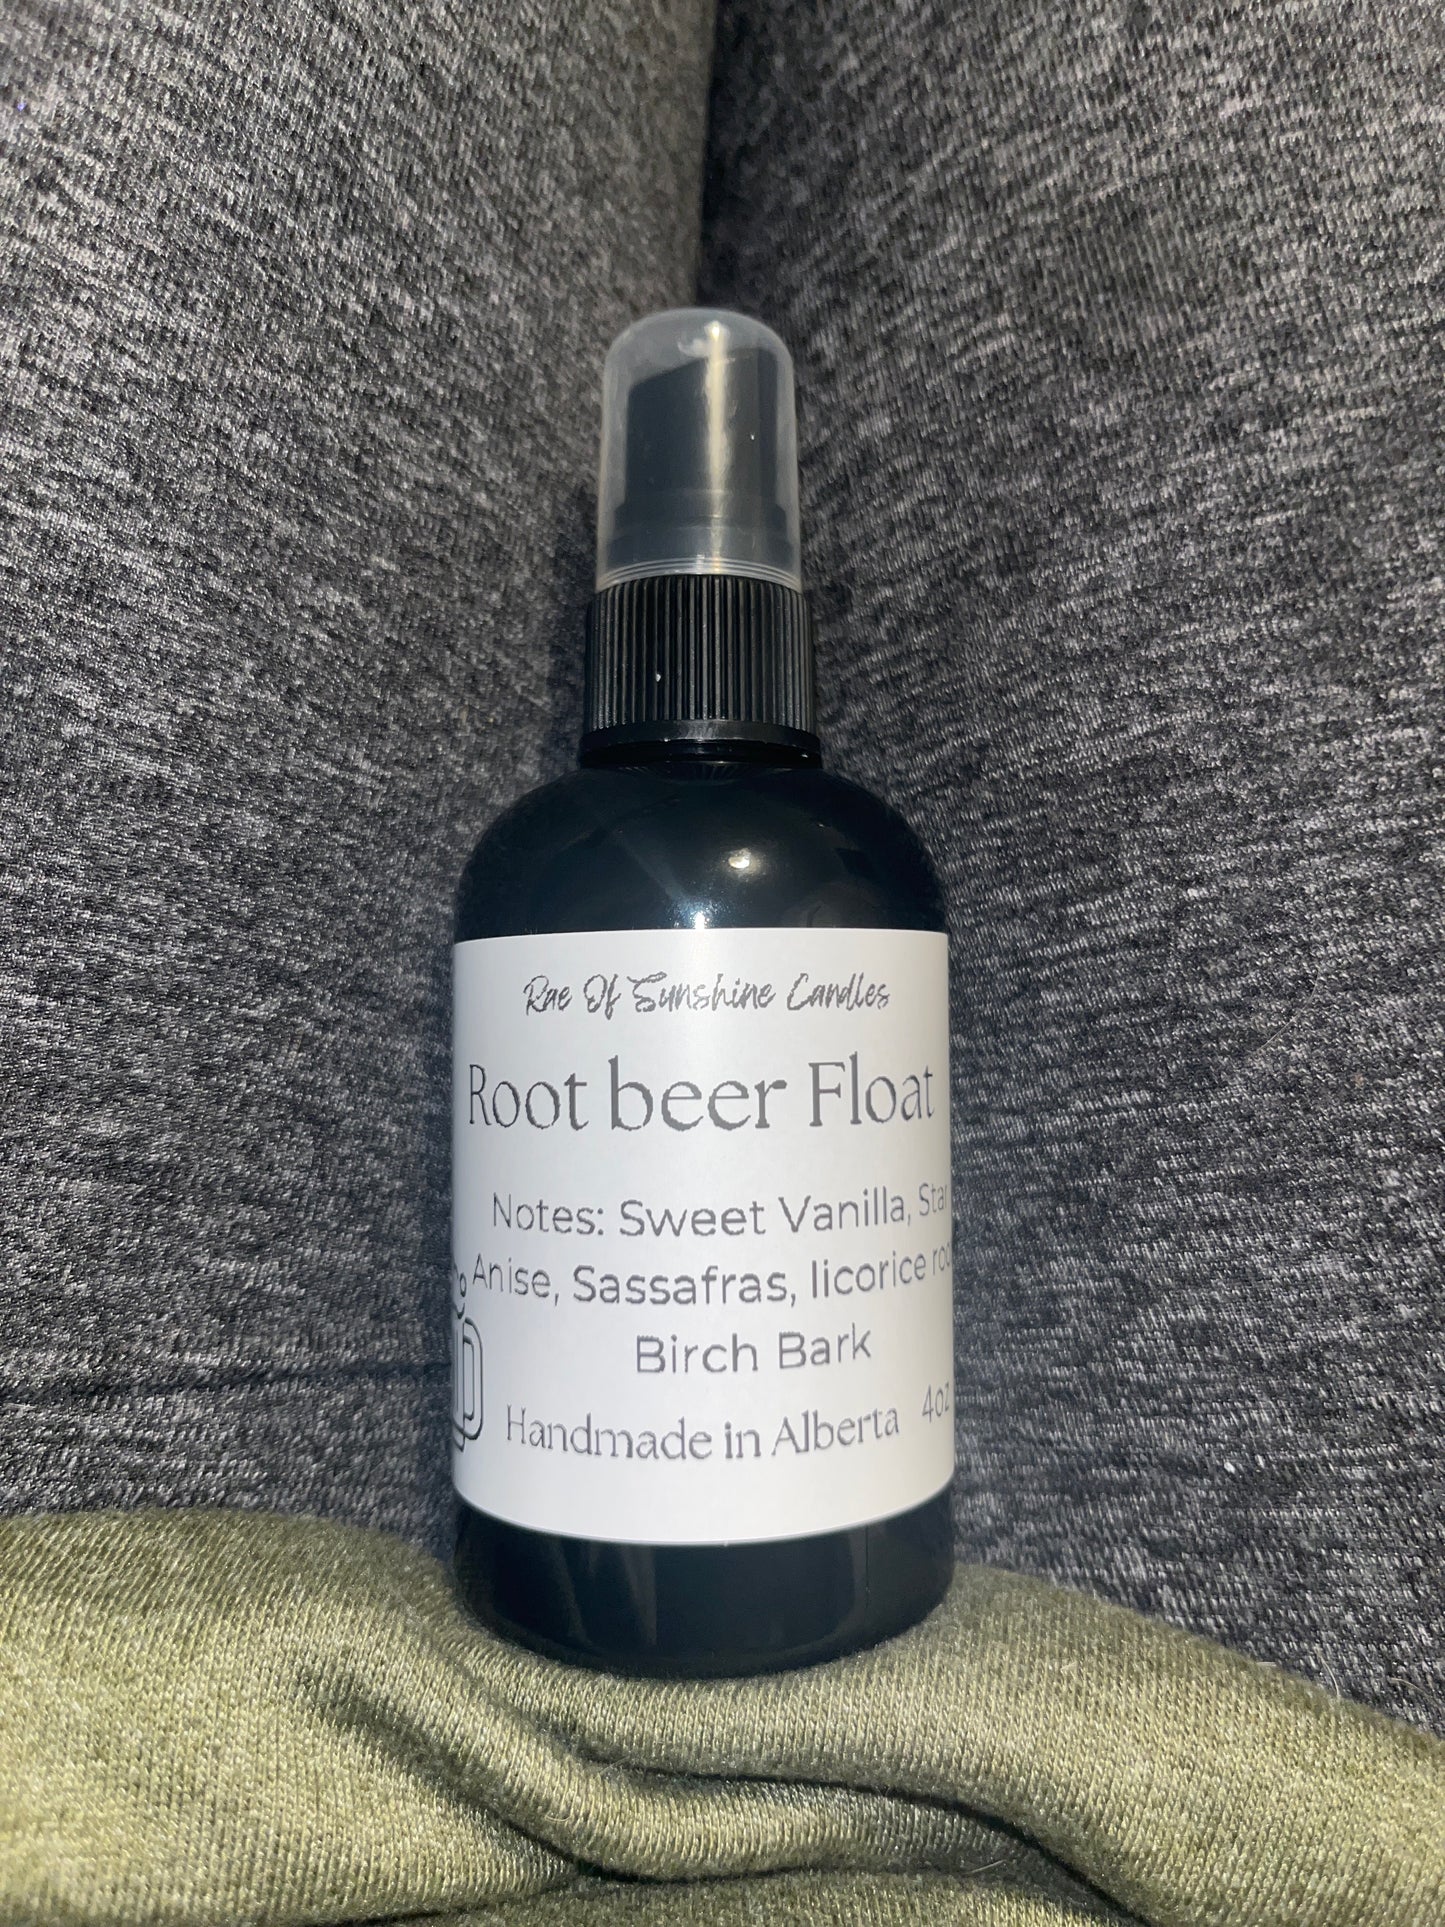 Rae Of Sunshine Candles
Root beer Float
Notes: Sweet Vanilla, Star
Anise, Sassafras, licorice
Birch Bark
Handmade in Alberta 4oz